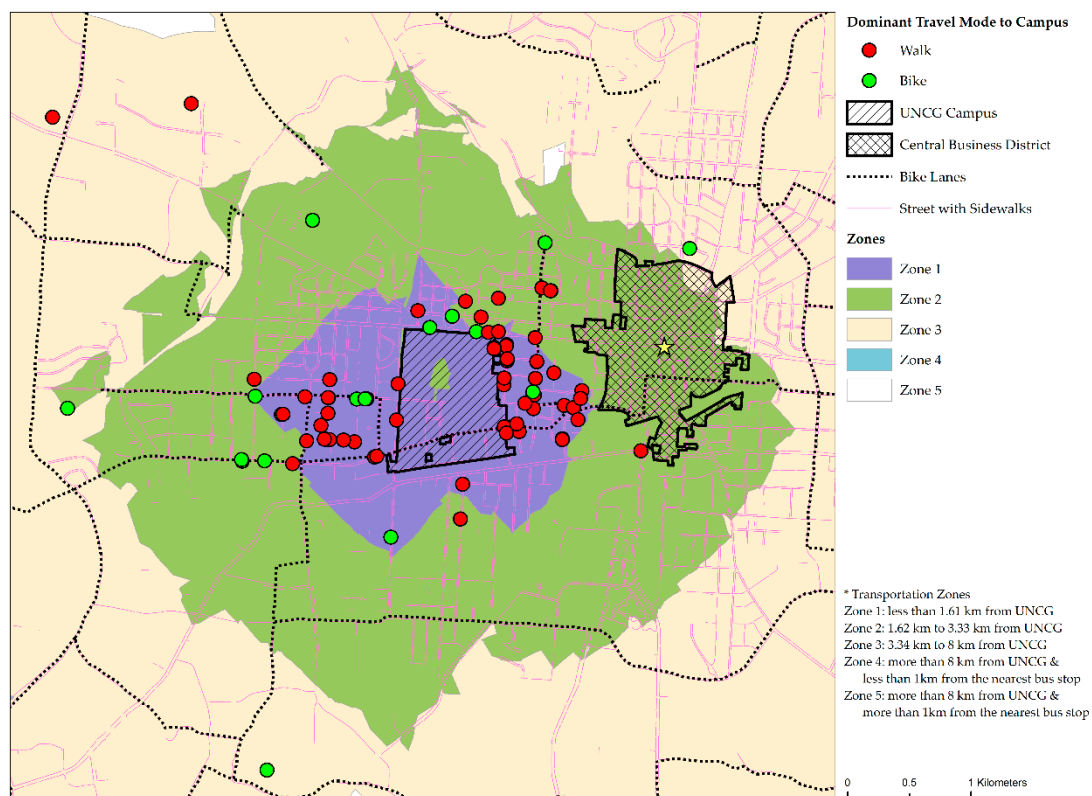 Dominant Travel Mode to Campus
Walk
Bike
UNCG Campus
Central Business District
Bike Lanes
Street with Sidewalks
Zones
Zone 1
Zone 2
Zone 3
Zone 4
Zone 5
* Transportation Zones
Zone 1: less than 1.61 km from UNCG
Zone 2: 1.62 km to 3.33 km from UNCG
Zone 3: 3.34 km to 8 km from UNCG
Zone 4: more than 8 km from UNCG &
less than 1km from the nearest bus stop
Zone 5: more than 8 km from UNCG &
more than 1km from the nearest bus stop
0 0.5 1 Kilometers